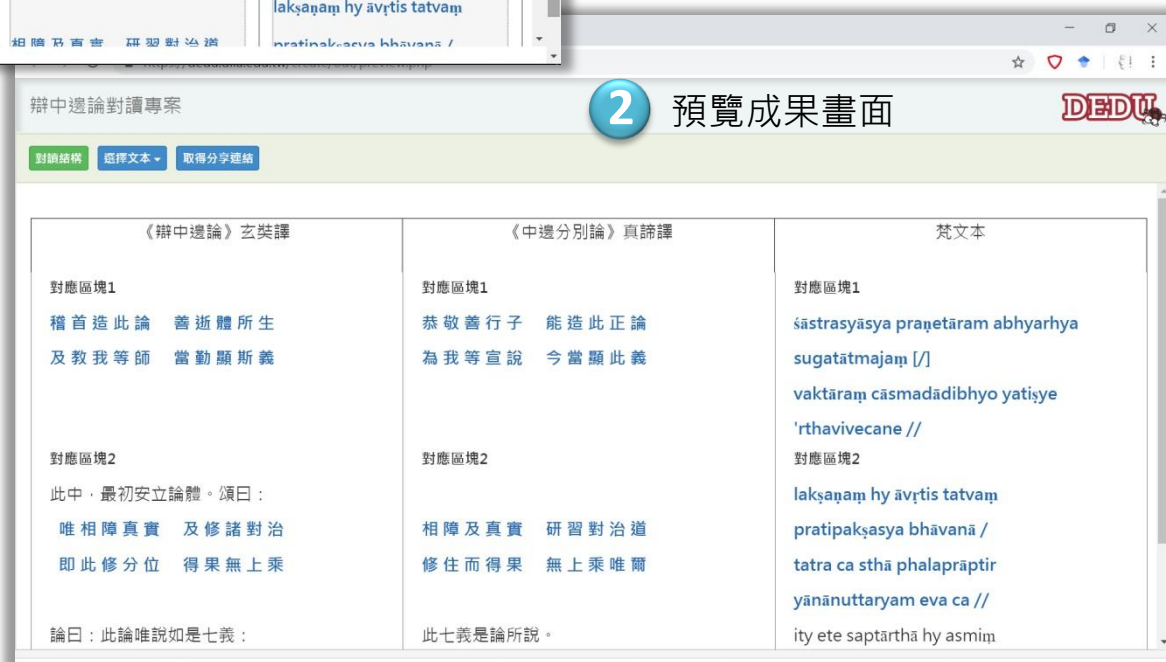 lakṣaṇaṃ hy āvṛtis tatvaṃ
相障及真實 研習對治道
pratipakṣasya bhāvanā /
辯中邊論對讀專案
2 預覽成果畫面
DEDU
對讀結構 選擇文本 取得分享連結
《辯中邊論》玄奘譯 《中邊分別論》真諦譯 梵文本
對應區塊1 對應區塊1 對應區塊1
稽首造此論 善逝體所生 恭敬善行子 能造此正論 śāstrasyāsya praṇetāram abhyarhya
及教我等師 當勤顯斯義 為我等宣說 今當顯此義 sugatātmajaṃ [/]
vaktāraṃ cāsmadādibhyo yatiṣye
'rthavivecane //
對應區塊2 對應區塊2 對應區塊2
此中,最初安立論體。頌曰: lakṣaṇaṃ hy āvṛtis tatvaṃ
唯相障真實 及修諸對治 相障及真實 研習對治道 pratipakṣasya bhāvanā /
即此修分位 得果無上乘 修住而得果 無上乘唯爾 tatra ca sthā phalaprāptir
yānānuttaryam eva ca //
論曰:此論唯說如是七義: 此七義是論所說。 ity ete saptārthā hy asmiṃ